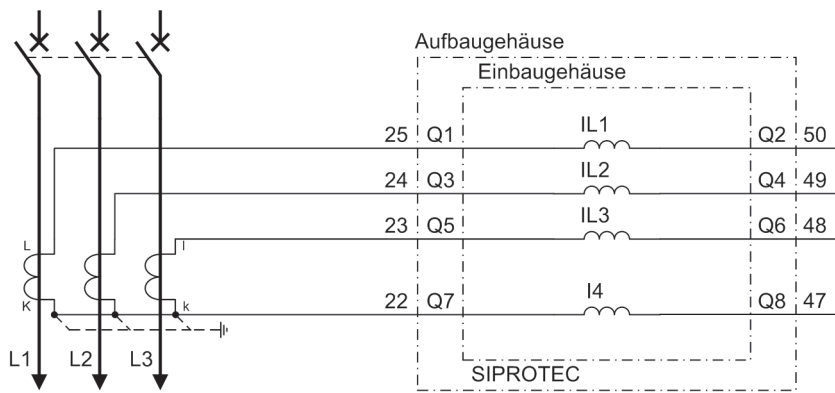 Aufbaugehäuse
Einbaugehäuse
25 Q1 IL1 Q2 50
24 Q3 IL2 Q4 49
23 Q5 IL3 Q6 48
L l
K k
22 Q7 I4 Q8 47
L1 L2 L3
SIPROTEC